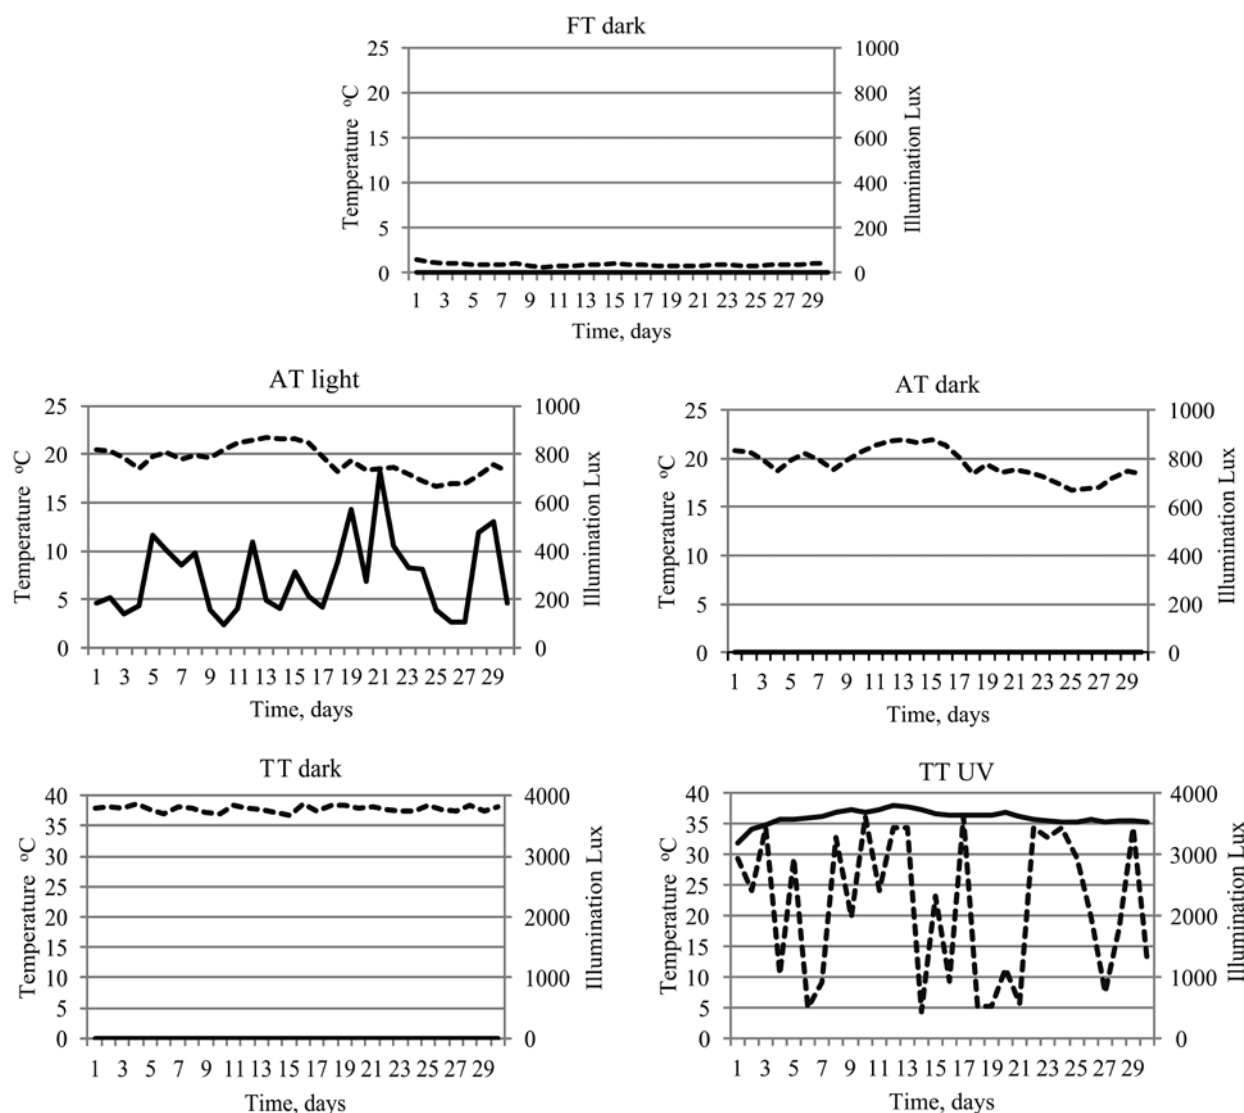 FT dark
25 1000
20 800
15 600
10 400
5 200
0 0
Temperature ºC
Illumination Lux
1 3 5 7 9 11 13 15 17 19 21 23 25 27 29
Time, days
AT light
25 1000
20 800
15 600
10 400
5 200
0 0
Temperature ºC
Illumination Lux
1 3 5 7 9 11 13 15 17 19 21 23 25 27 29
Time, days
AT dark
25 1000
20 800
15 600
10 400
5 200
0 0
Temperature ºC
Illumination Lux
1 3 5 7 9 11 13 15 17 19 21 23 25 27 29
Time, days
TT dark
40 4000
35
30 3000
25
20 2000
15
10 1000
5
0 0
Temperature ºC
Illumination Lux
1 3 5 7 9 11 13 15 17 19 21 23 25 27 29
Time, days
TT UV
40 4000
35
30 3000
25
20 2000
15
10 1000
5
0 0
Temperature ºC
Illumination Lux
1 3 5 7 9 11 13 15 17 19 21 23 25 27 29
Time, days